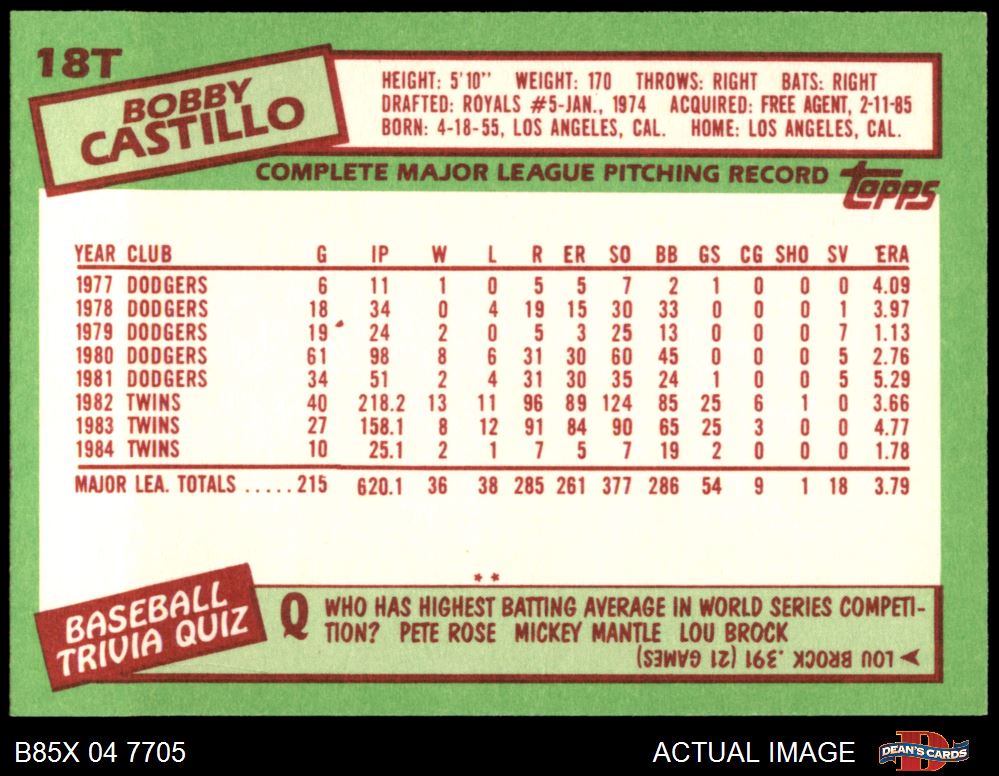 18T
BOBBY
CASTILLO
HEIGHT: 5'10'' WEIGHT: 170 THROWS: RIGHT BATS: RIGHT
DRAFTED: ROYALS #5-JAN., 1974 ACQUIRED: FREE AGENT, 2-11-85
BORN: 4-18-55, LOS ANGELES, CAL. HOME: LOS ANGELES, CAL.
COMPLETE MAJOR LEAGUE PITCHING RECORD
topps
YEAR CLUB G IP W L R ER SO BB GS CG SHO SV ERA
1977 DODGERS 6 11 1 0 5 5 7 2 1 0 0 0 4.09
1978 DODGERS 18 34 0 4 19 15 30 33 0 0 0 1 3.97
1979 DODGERS 19 24 2 0 5 3 25 13 0 0 0 7 1.13
1980 DODGERS 61 98 8 6 31 30 60 45 0 0 0 5 2.76
1981 DODGERS 34 51 2 4 31 30 35 24 1 0 0 5 5.29
1982 TWINS 40 218.2 13 11 96 89 124 85 25 6 1 0 3.66
1983 TWINS 27 158.1 8 12 91 84 90 65 25 3 0 0 4.77
1984 TWINS 10 25.1 2 1 7 5 7 19 2 0 0 0 1.78
MAJOR LEA. TOTALS .....215 620.1 36 38 285 261 377 286 54 9 1 18 3.79
**
BASEBALL
TRIVIA QUIZ
Q WHO HAS HIGHEST BATTING AVERAGE IN WORLD SERIES COMPETI-
TION? PETE ROSE MICKEY MANTLE LOU BROCK
LOU BROCK .391 (21 GAMES)
B85X 04 7705
ACTUAL IMAGE
DEAN'S CARDS